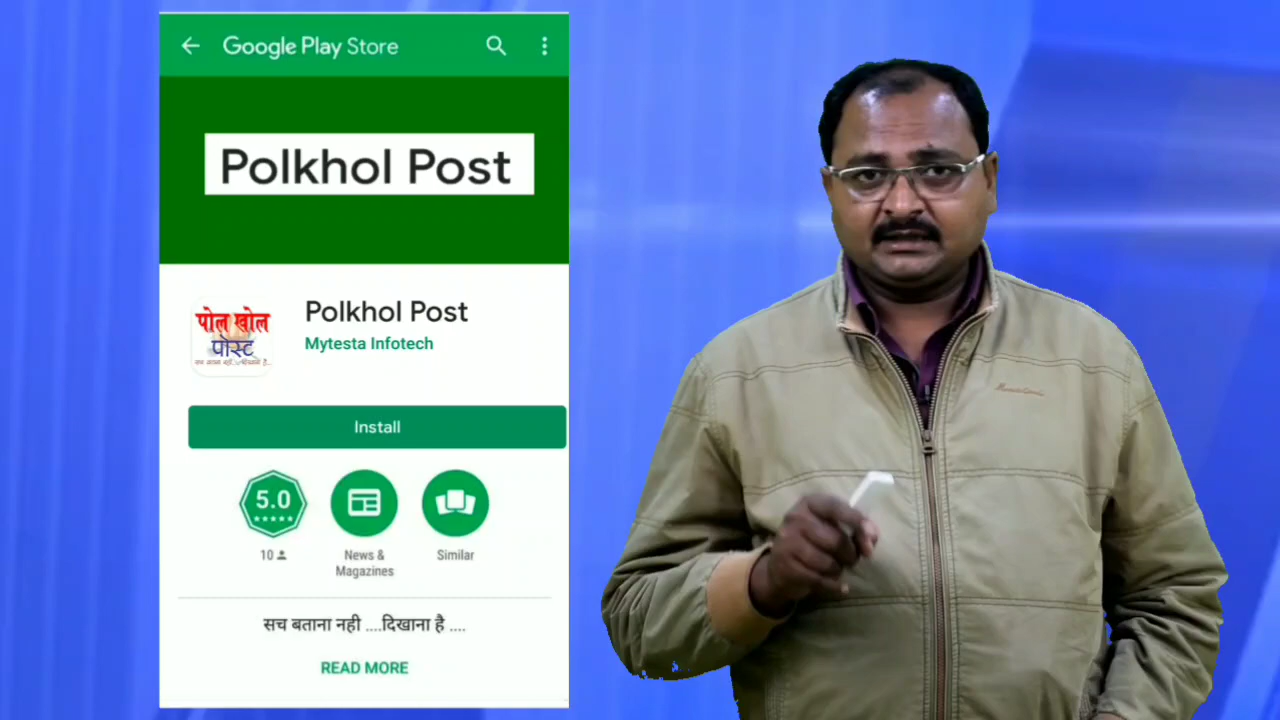 Google Play Store
Polkhol Post
Polkhol Post
Mytesta Infotech
पोल खोल
पोस्ट
Install
5.0
10
News &
Magazines
Similar
सच बताना नही ....दिखाना है ....
READ MORE